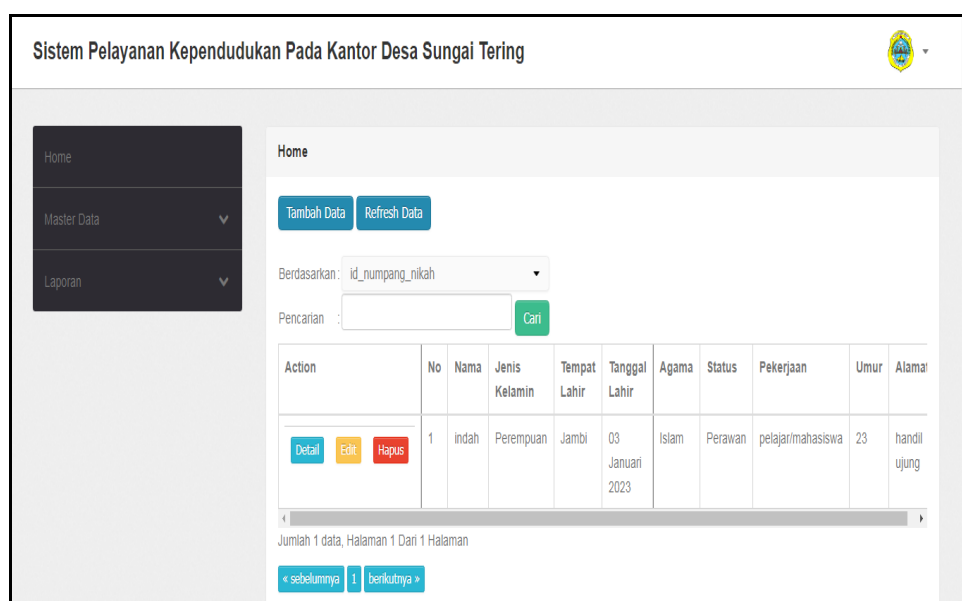 Sistem Pelayanan Kependudukan Pada Kantor Desa Sungai Tering
Home
Master Data
Laporan
Home
Tambah Data Refresh Data
Berdasarkan : id_numpang_nikah
Pencarian : Cari
Action No Nama Jenis Kelamin Tempat Lahir Tanggal Lahir Agama Status Pekerjaan Umur Alamat
Detail Edit Hapus 1 indah Perempuan Jambi 03 Januari 2023 Islam Perawan pelajar/mahasiswa 23 handil ujung
Jumlah 1 data, Halaman 1 Dari 1 Halaman
« sebelumnya 1 berikutnya »